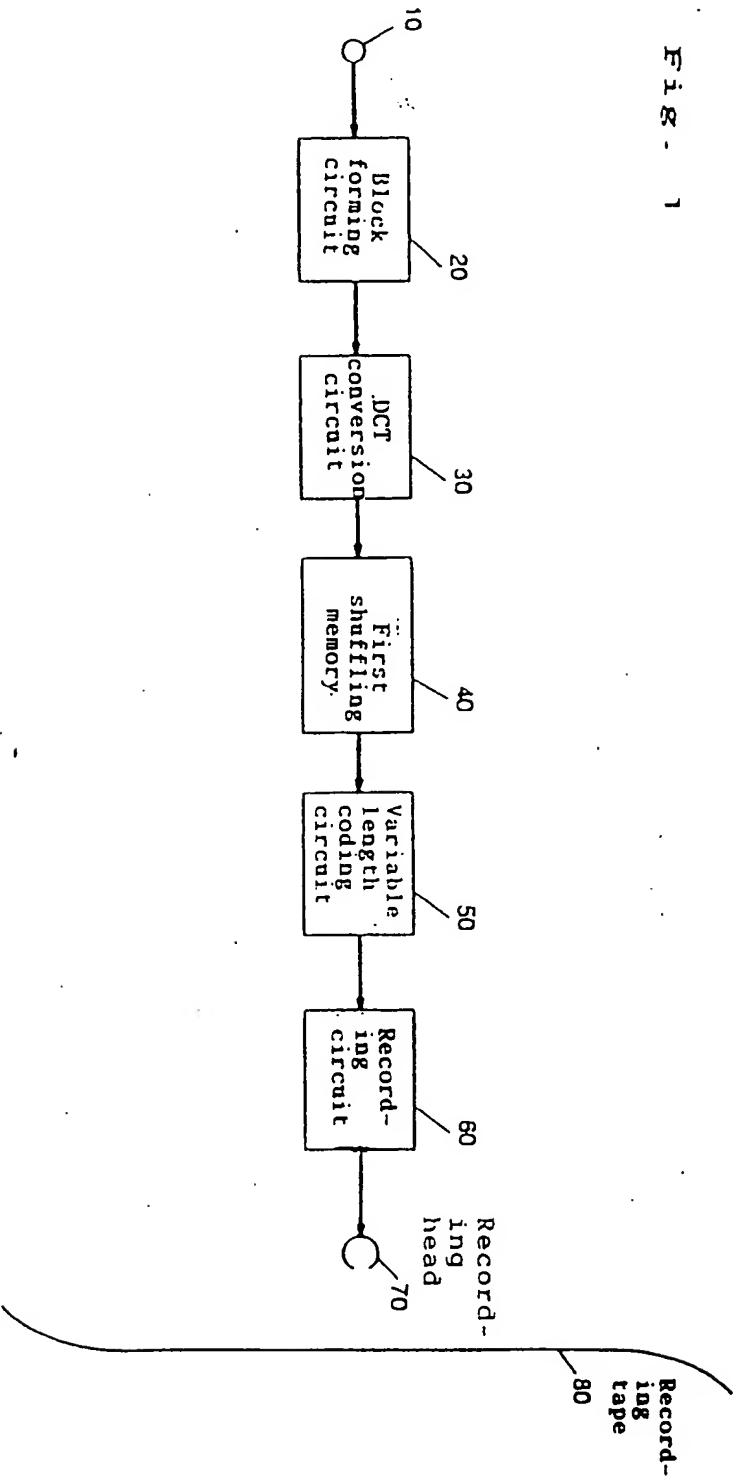 Fig. 1
10
20
Block
forming
circuit
30
DCT
conversion
circuit
40
First
shuffling
memory
50
Variable
length
coding
circuit
60
Record-
ing
circuit
Record-
ing
head
70
Record-
ing
tape
80